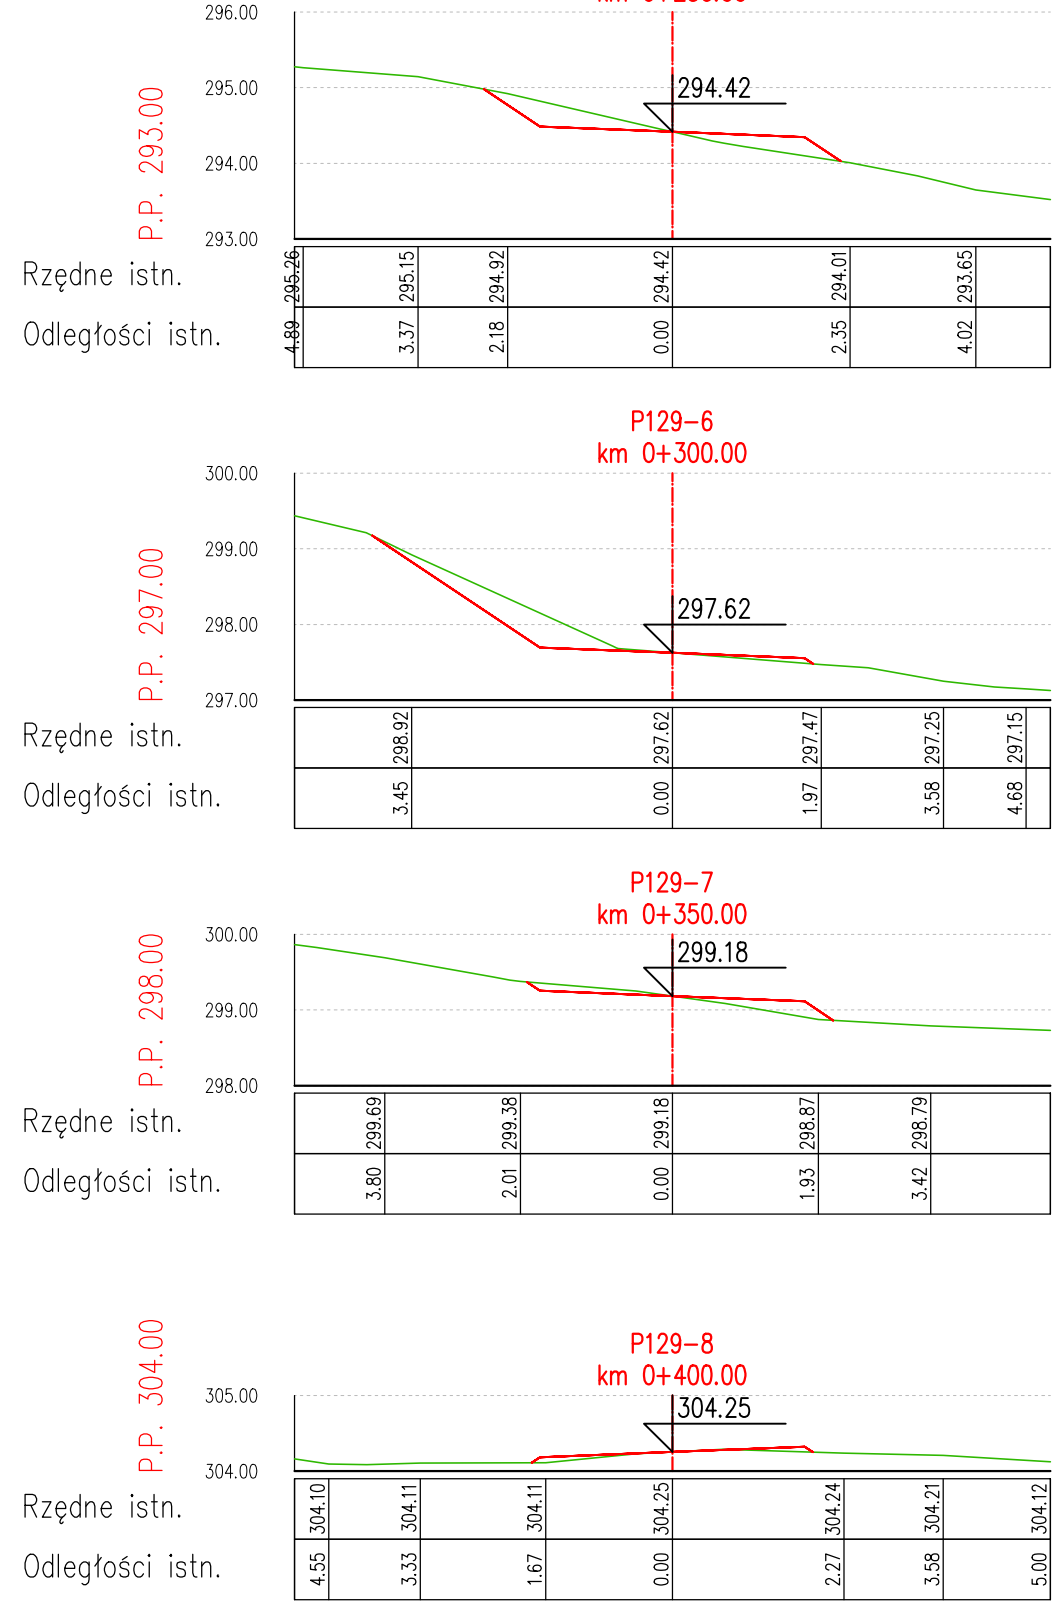 296.00
295.00
294.42
P.P. 293.00
294.00
293.00
Rzędne istn. 295.26 295.15 294.92 294.42 294.01 293.65
Odległości istn. 4.89 3.37 2.18 0.00 2.35 4.02
P129-6
km 0+300.00
300.00
299.00
P.P. 297.00
297.62
298.00
297.00
Rzędne istn. 298.92 297.62 297.47 297.25 297.15
Odległości istn. 3.45 0.00 1.97 3.58 4.68
P129-7
km 0+350.00
300.00
299.18
P.P. 298.00
299.00
298.00
Rzędne istn. 299.69 299.38 299.18 298.87 298.79
Odległości istn. 3.80 2.01 0.00 1.93 3.42
P129-8
km 0+400.00
P.P. 304.00
305.00
304.25
304.00
Rzędne istn. 304.10 304.11 304.11 304.25 304.24 304.21 304.12
Odległości istn. 4.55 3.33 1.67 0.00 2.27 3.58 5.00